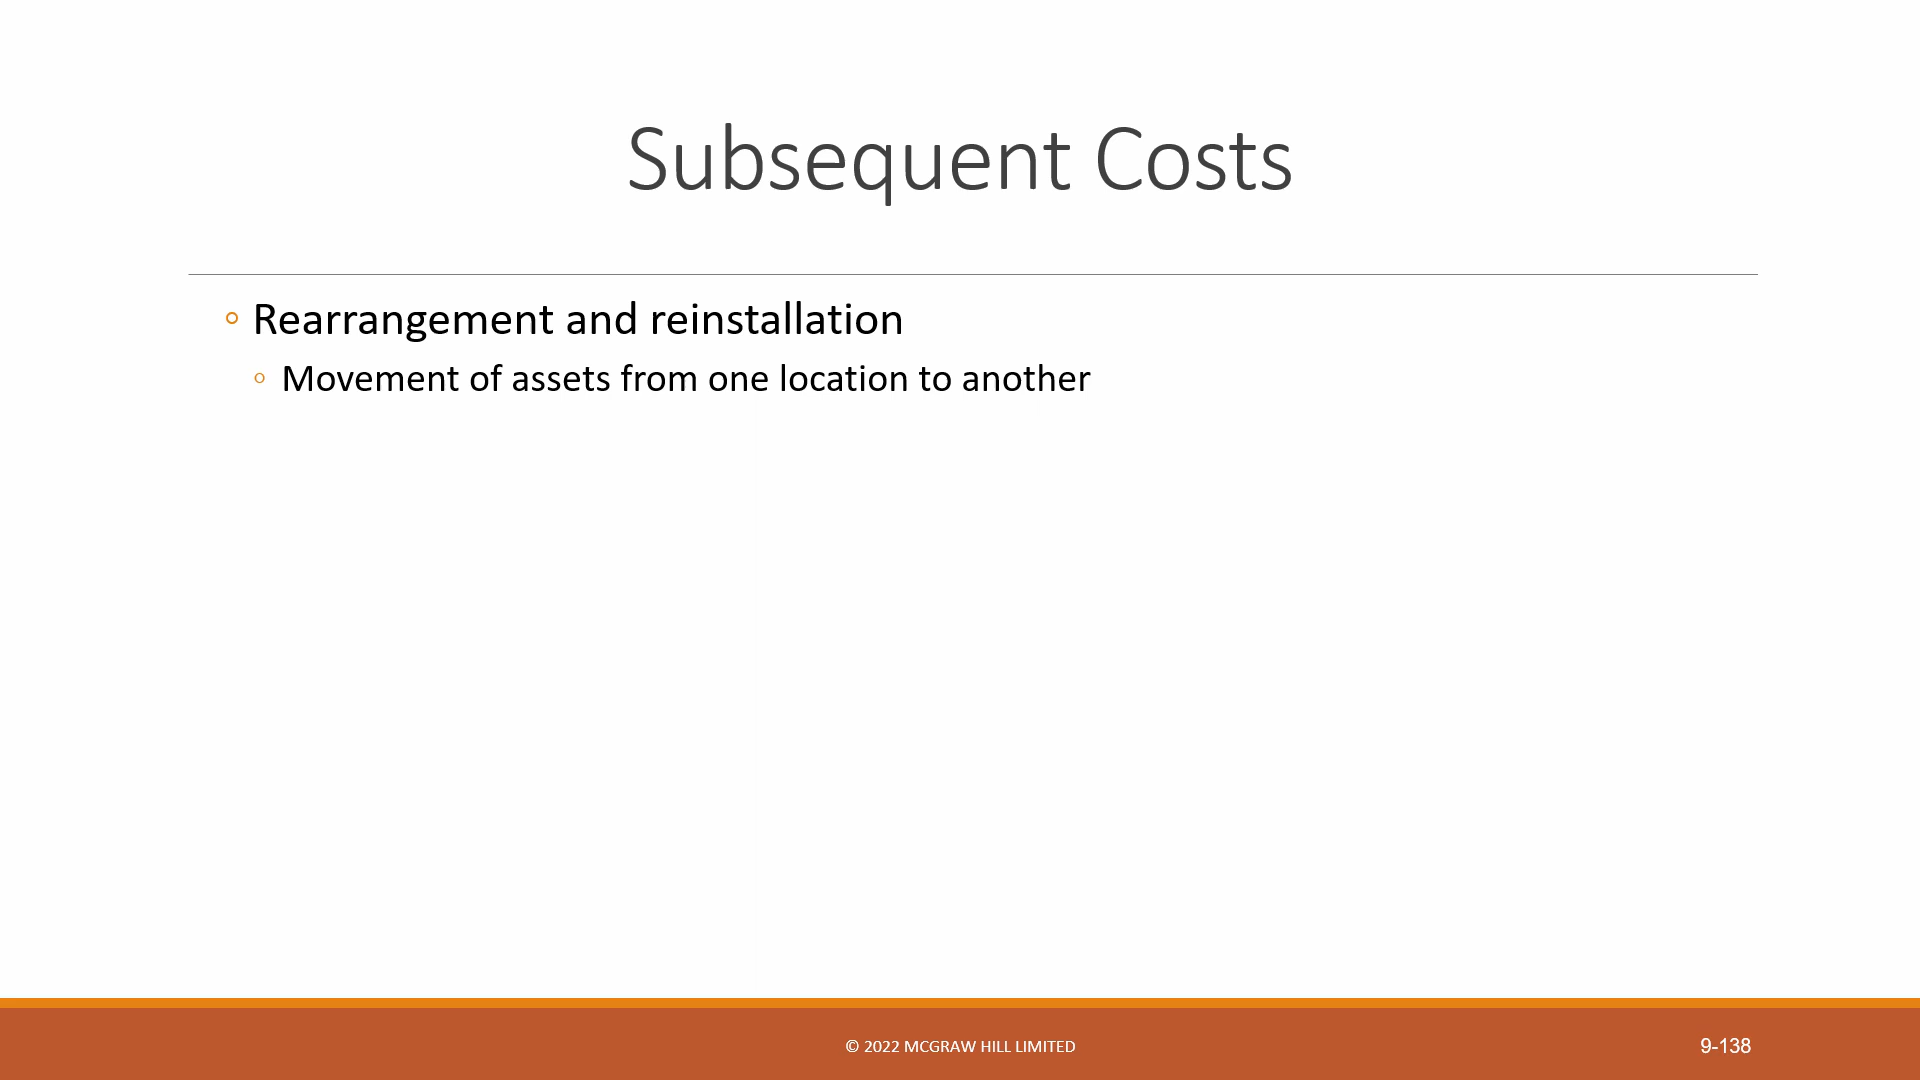 Subsequent Costs
◦ Rearrangement and reinstallation
◦ Movement of assets from one location to another
© 2022 MCGRAW HILL LIMITED
9-138